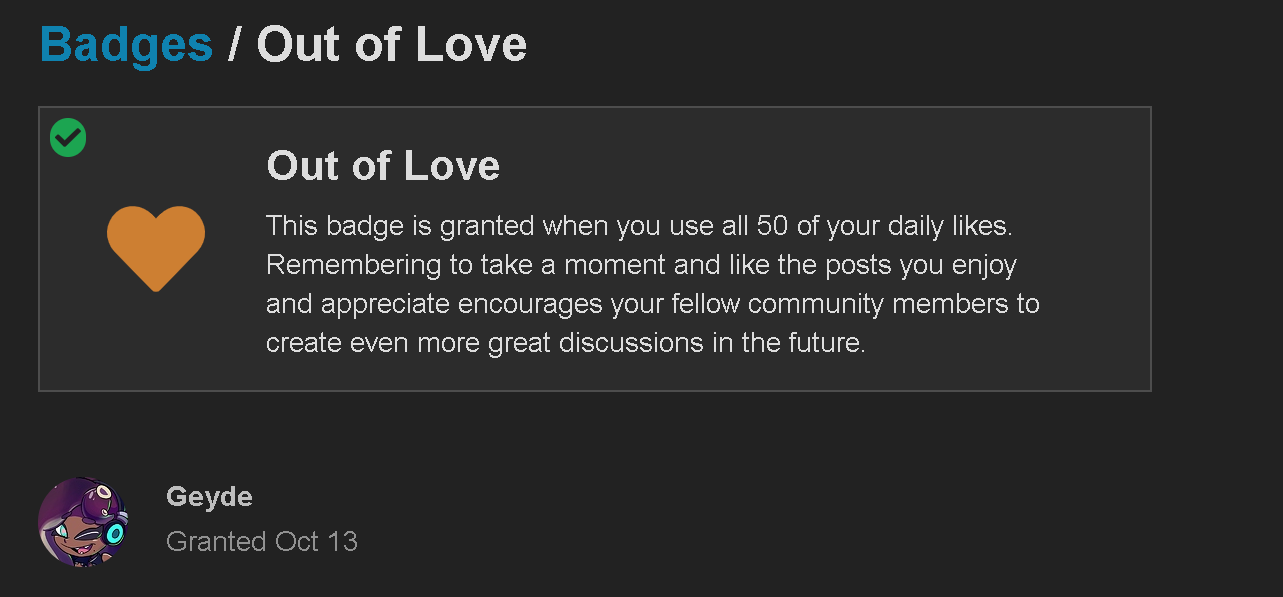 Badges / Out of Love
Out of Love
This badge is granted when you use all 50 of your daily likes.
Remembering to take a moment and like the posts you enjoy
and appreciate encourages your fellow community members to
create even more great discussions in the future.
Geyde
Granted Oct 13